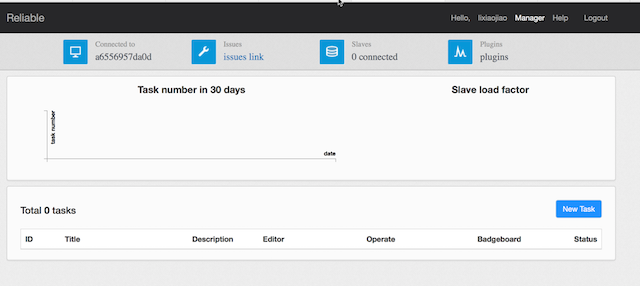 Reliable
Hello, lixiaojiao Manager Help Logout
Connected to
a6556957da0d
Issues
issues link
Slaves
0 connected
Plugins
plugins
Task number in 30 days
task number
date
Slave load factor
Total 0 tasks
New Task
ID Title Description Editor Operate Badgeboard Status